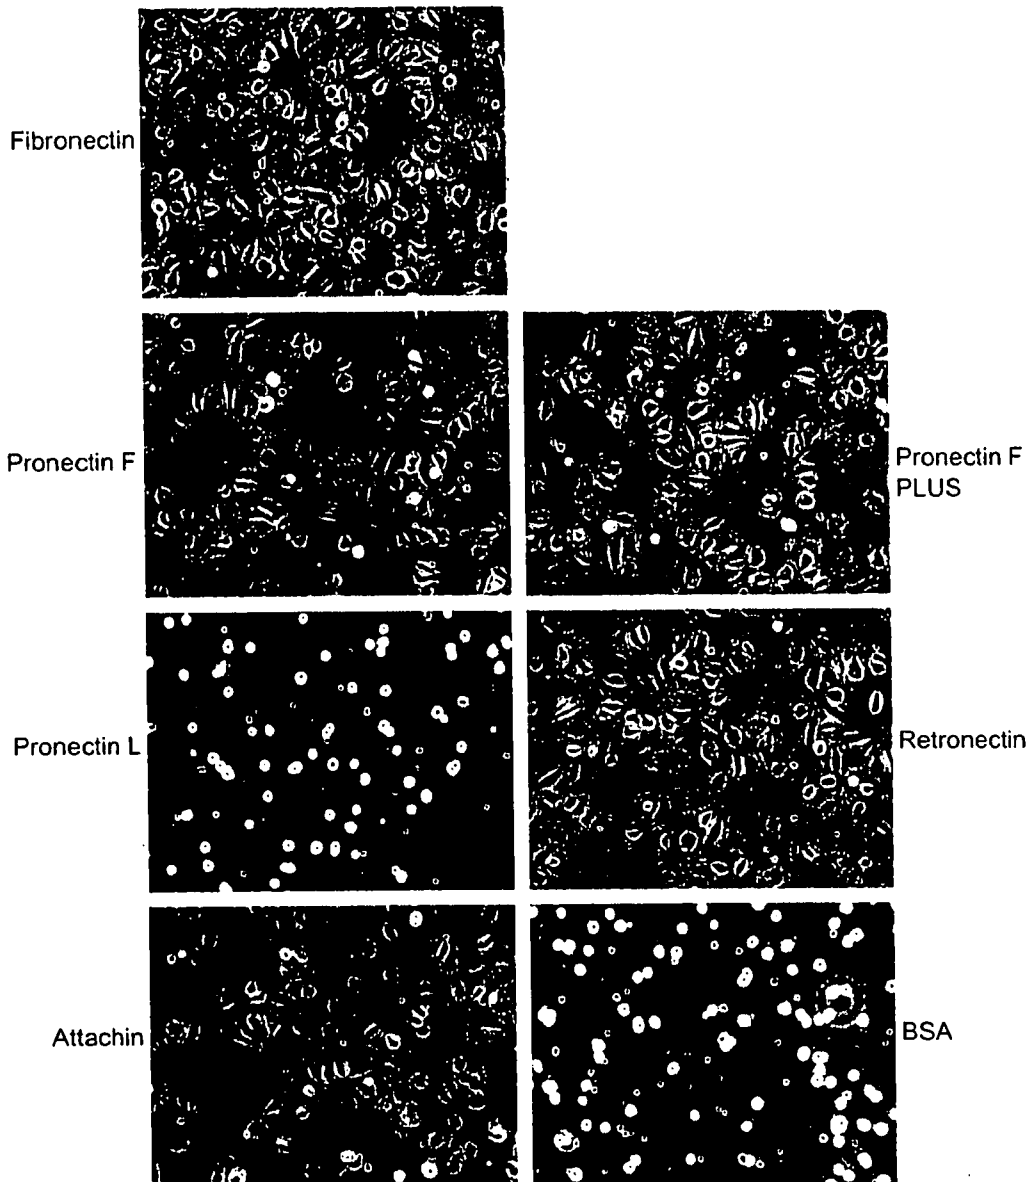 Fibronectin
Pronectin F
Pronectin F
PLUS
Pronectin L
Retronectin
Attachin
BSA